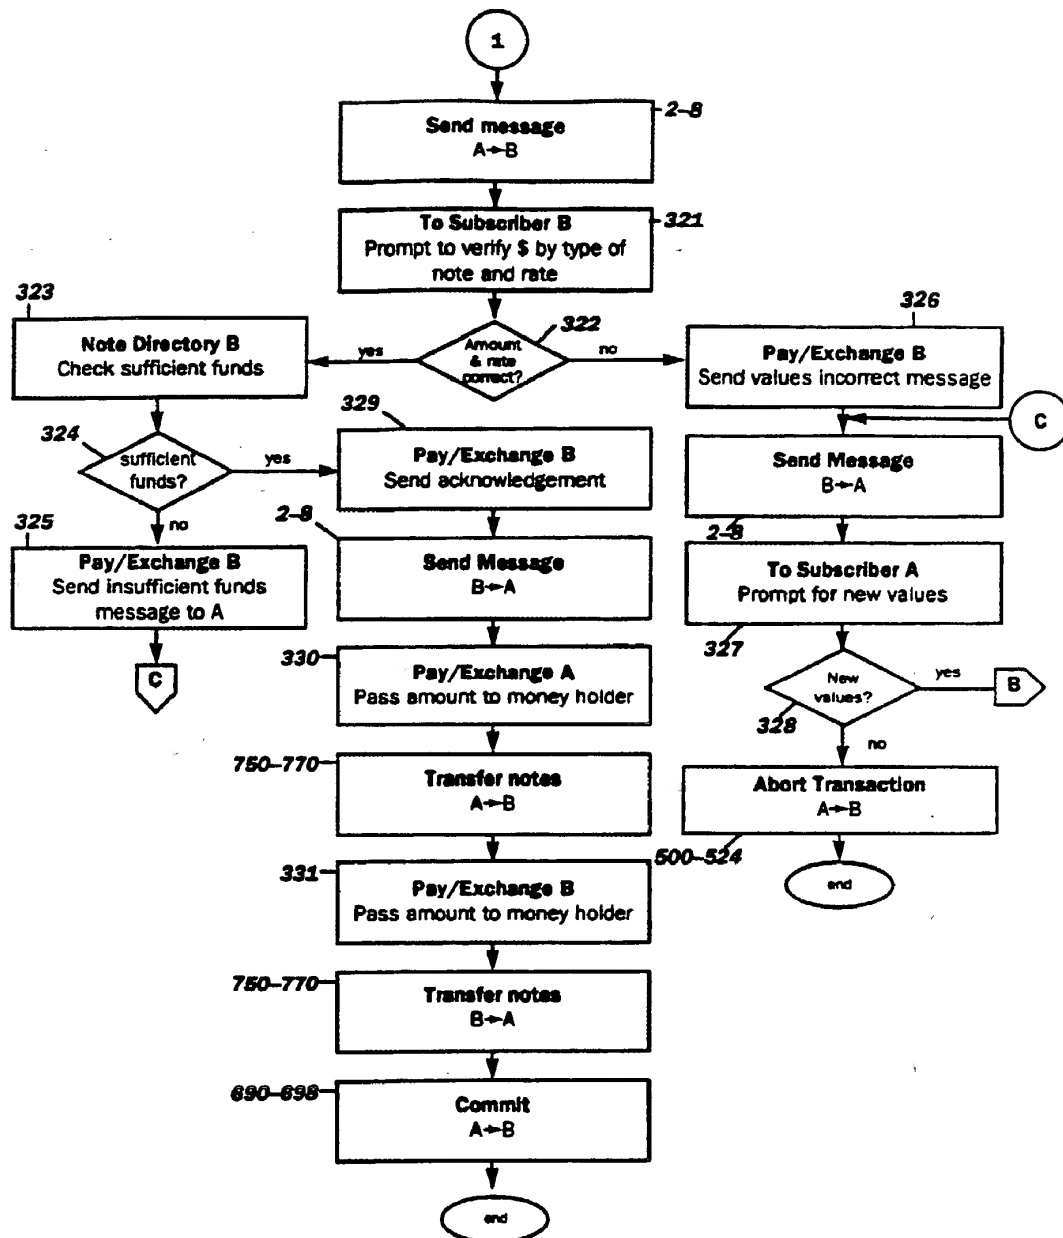 1
2-8
Send message
A→B
321
To Subscriber B
Prompt to verify $ by type of
note and rate
323
Note Directory B
Check sufficient funds
yes
322
Amount
& rate
correct?
no
326
Pay/Exchange B
Send values incorrect message
C
324
sufficient
funds?
yes
no
329
Pay/Exchange B
Send acknowledgement
Send Message
B→A
2-8
325
Pay/Exchange B
Send insufficient funds
message to A
C
2-8
Send Message
B→A
To Subscriber A
Prompt for new values
327
330
Pay/Exchange A
Pass amount to money holder
New
values?
328
yes
B
no
750-770
Transfer notes
A→B
Abort Transaction
A→B
500-524
end
331
Pay/Exchange B
Pass amount to money holder
750-770
Transfer notes
B→A
690-698
Commit
A→B
end